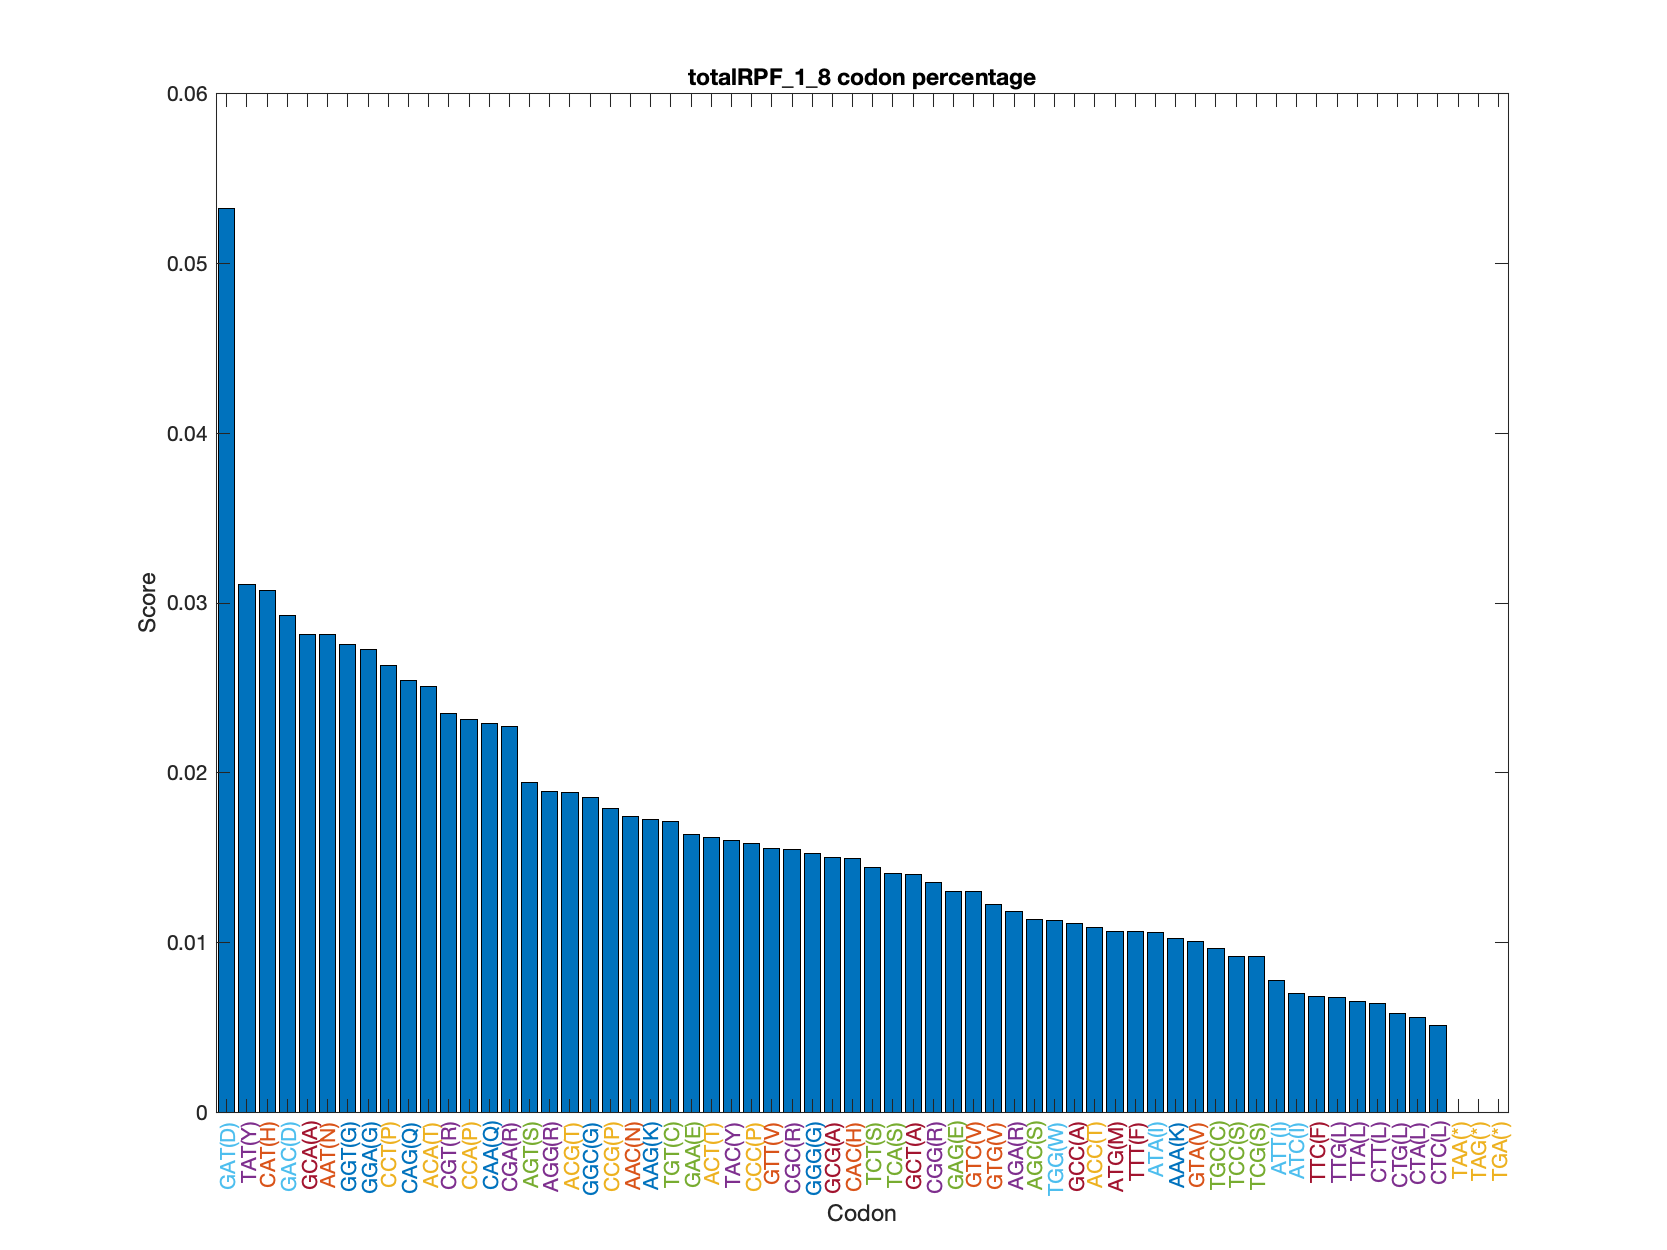 totalRPF_1_8 codon percentage
0.06
0.05
0.04
0.03
0.02
0.01
0
Score
GAT(D)
TAT(Y)
CAT(H)
GAC(D)
GCA(A)
AAT(N)
GGT(G)
GGA(G)
CCT(P)
CAG(Q)
ACA(T)
CGT(R)
CCA(P)
CAA(Q)
CGA(R)
AGT(S)
AGG(R)
ACG(T)
GGC(G)
CCG(P)
AAC(N)
AAG(K)
TGT(C)
GAA(E)
ACT(T)
TAC(Y)
CCC(P)
GTT(V)
CGC(R)
GGG(G)
GCG(A)
CAC(H)
TCT(S)
TCA(S)
GCT(A)
CGG(R)
GAG(E)
GTC(V)
GTG(V)
AGA(R)
AGC(S)
TGG(W)
GCC(A)
ACC(T)
ATG(M)
TTT(F)
ATA(I)
AAA(K)
GTA(V)
TGC(C)
TCC(S)
TCG(S)
ATT(I)
ATC(I)
TTC(F)
TTG(L)
TTA(L)
CTT(L)
CTG(L)
CTA(L)
CTC(L)
TAA(*)
TAG(*)
TGA(*)
Codon